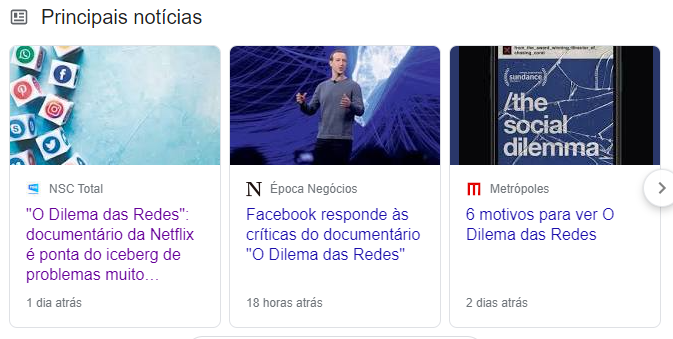 Principais notícias
from_the_award_winning_director_of
chasing_coral
sundance
/the
social
dilemma
NSC Total
"O Dilema das Redes":
documentário da Netflix
é ponta do iceberg de
problemas muito…
1 dia atrás
N Época Negócios
Facebook responde às
críticas do documentário
"O Dilema das Redes"
18 horas atrás
m Metrópoles
6 motivos para ver O
Dilema das Redes
2 dias atrás